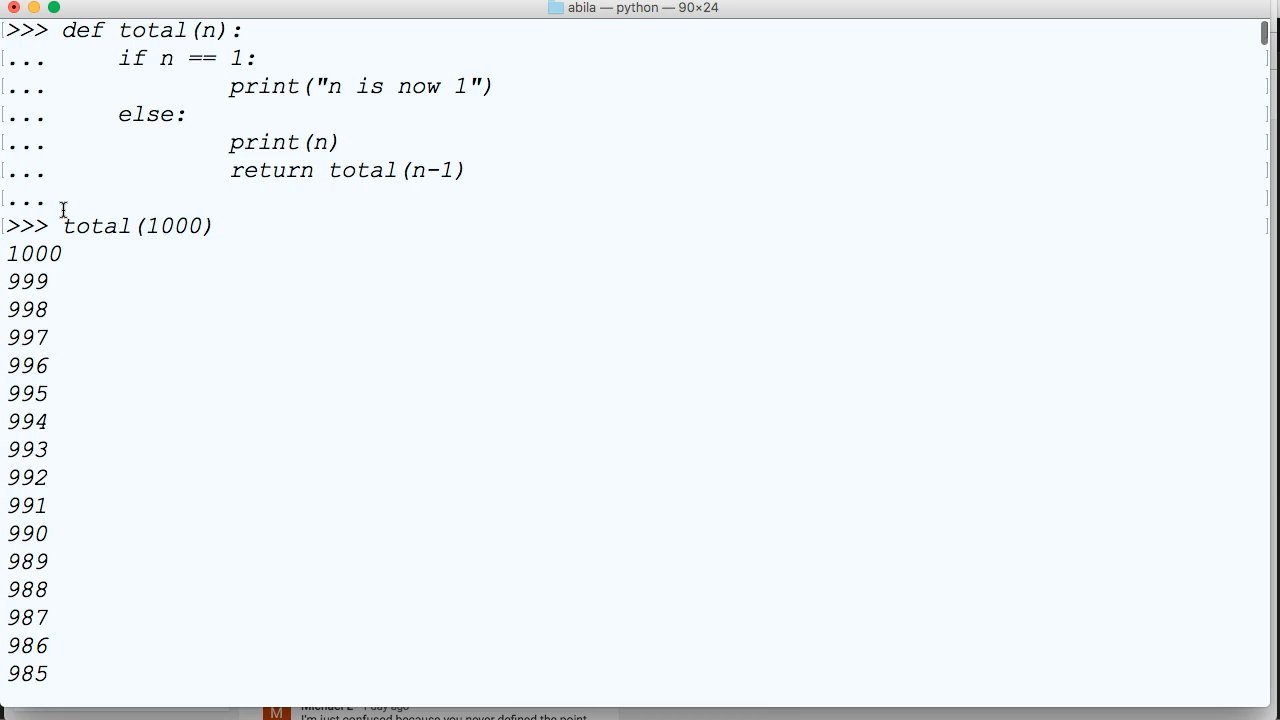 abila — python — 90×24
>>> def total(n):
...     if n == 1:
...             print("n is now 1")
...     else:
...             print(n)
...             return total(n-1)
...
>>> total(1000)
1000
999
998
997
996
995
994
993
992
991
990
989
988
987
986
985
M
I'm just confused because you never defined the point